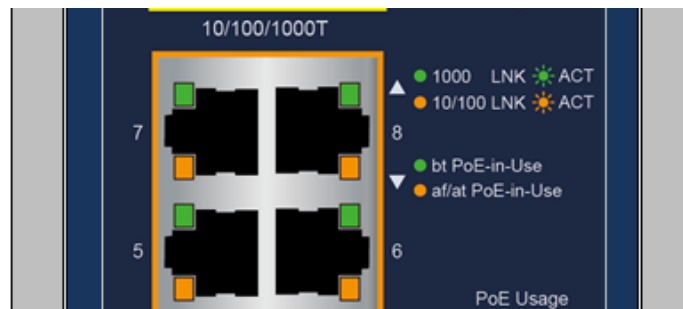 10/100/1000T
1000 LNK ACT
10/100 LNK ACT
7
8
bt PoE-in-Use
af/at PoE-in-Use
5
6
PoE Usage